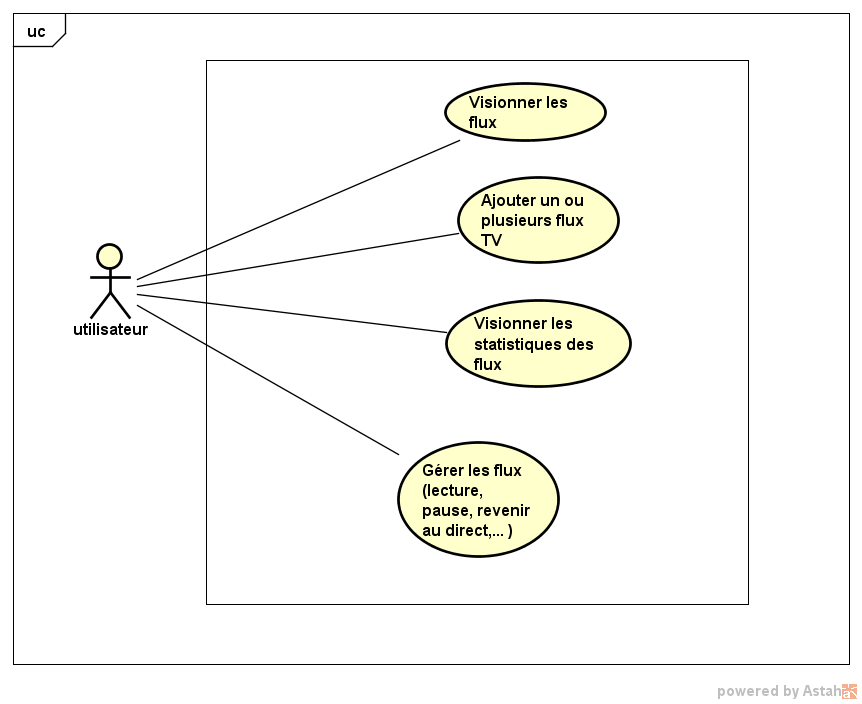 uc
Visionner les
flux
Ajouter un ou
plusieurs flux
TV
utilisateur
Visionner les
statistiques des
flux
Gérer les flux
(lecture,
pause, revenir
au direct,... )
powered by Astah